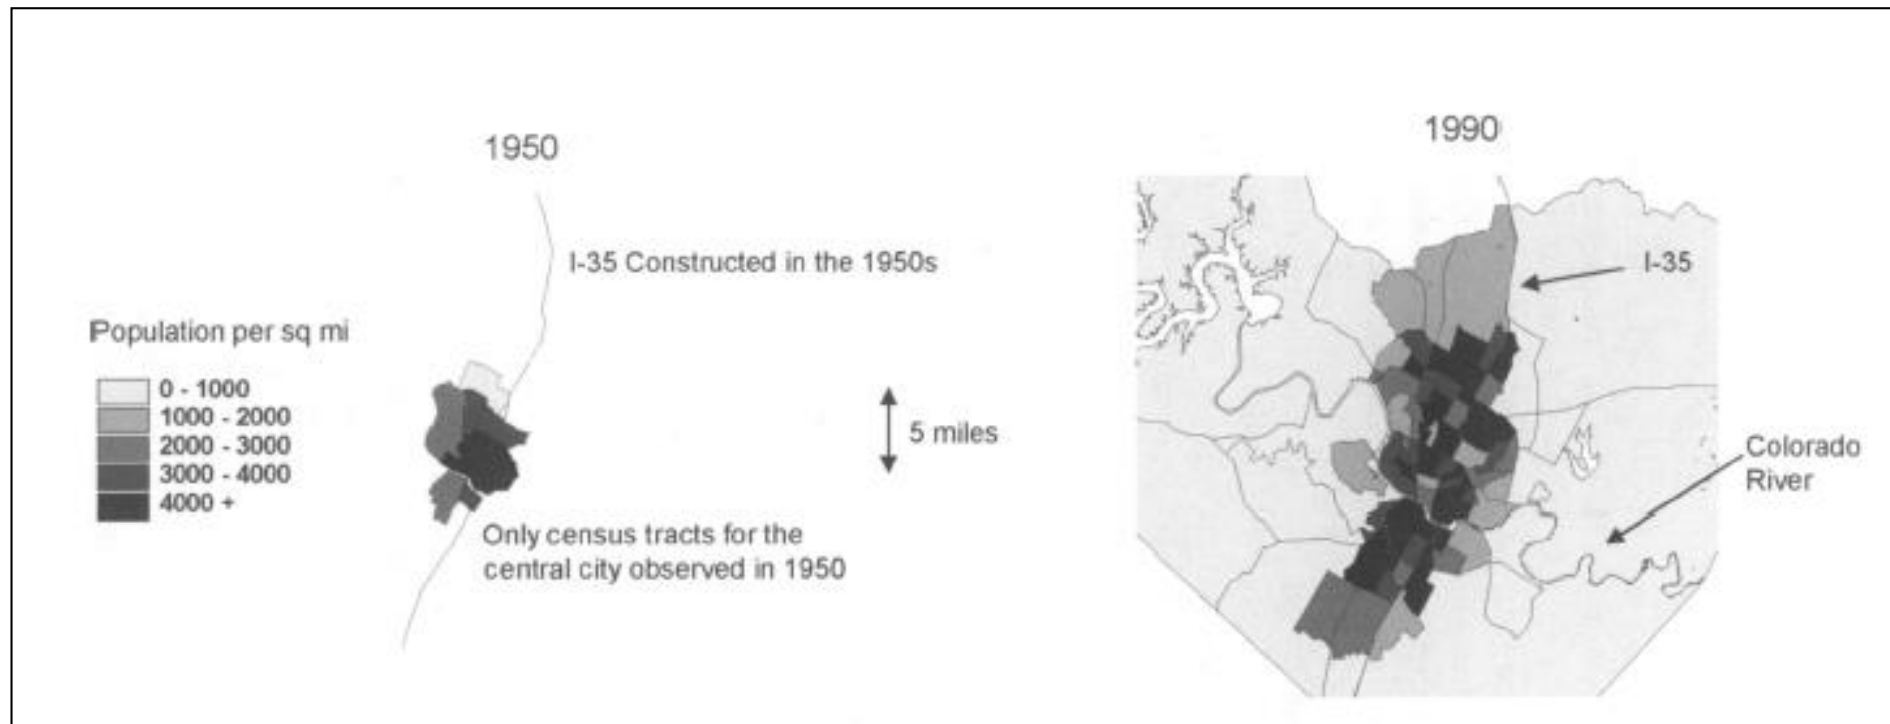 1950
I-35 Constructed in the 1950s
Population per sq mi
0 - 1000
1000 - 2000
2000 - 3000
3000 - 4000
4000 +
5 miles
Only census tracts for the
central city observed in 1950
1990
I-35
Colorado
River